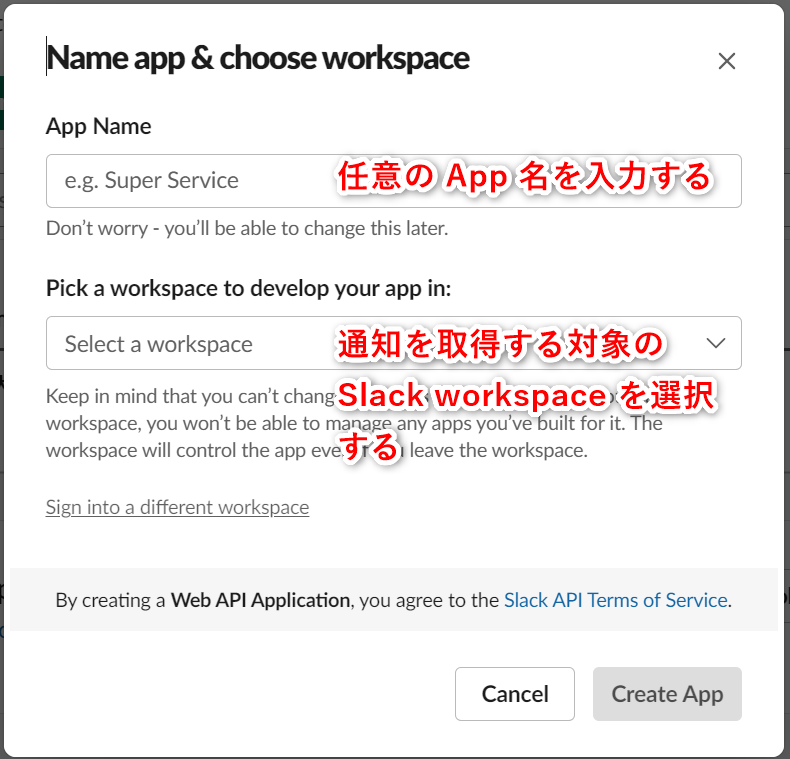 Name app & choose workspace
App Name
e.g. Super Service 任意の App 名を入力する
Don't worry - you'll be able to change this later.
Pick a workspace to develop your app in:
Select a workspace 通知を取得する対象の
Keep in mind that you can't change Slack workspace を選択
workspace, you won't be able to manage any apps you've built for it. The
する
workspace will control the app even if you leave the workspace.
Sign into a different workspace
By creating a Web API Application, you agree to the Slack API Terms of Service.
Cancel Create App